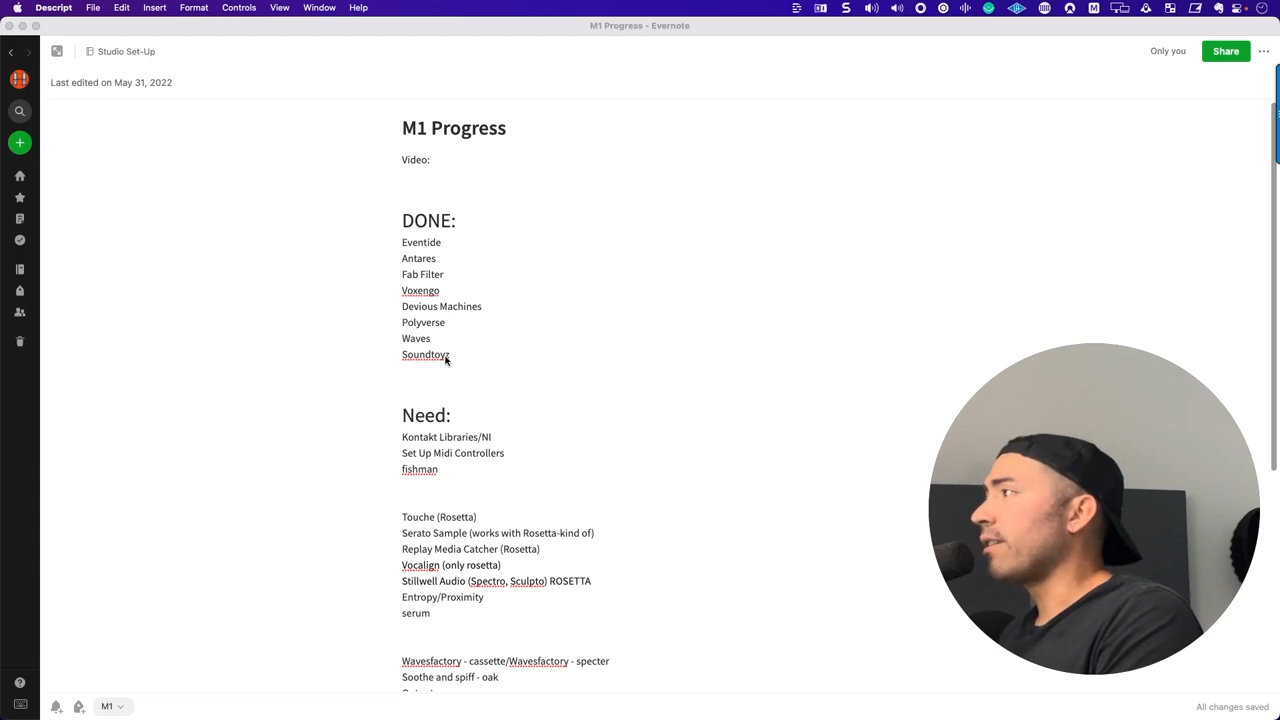 Descript File Edit Insert Format Commands View Window Help
M1 Progress - Evernote
Studio Set-Up
Only you
Share
Last edited on May 31, 2022
M1 Progress
Video:
DONE:
Eventide
Antares
Fab Filter
Voxengo
Devious Machines
Polyverse
Waves
Soundtoyz
Need:
Kontakt Libraries/NI
Set Up Midi Controllers
fishman
Touche (Rosetta)
Serato Sample (works with Rosetta-kind of)
Replay Media Catcher (Rosetta)
Vocalign (only rosetta)
Stillwell Audio (Spectro, Sculpto) ROSETTA
Entropy/Proximity
serum
Wavesfactory - cassette/Wavesfactory - specter
Soothe and spiff - oak
M1
All changes saved